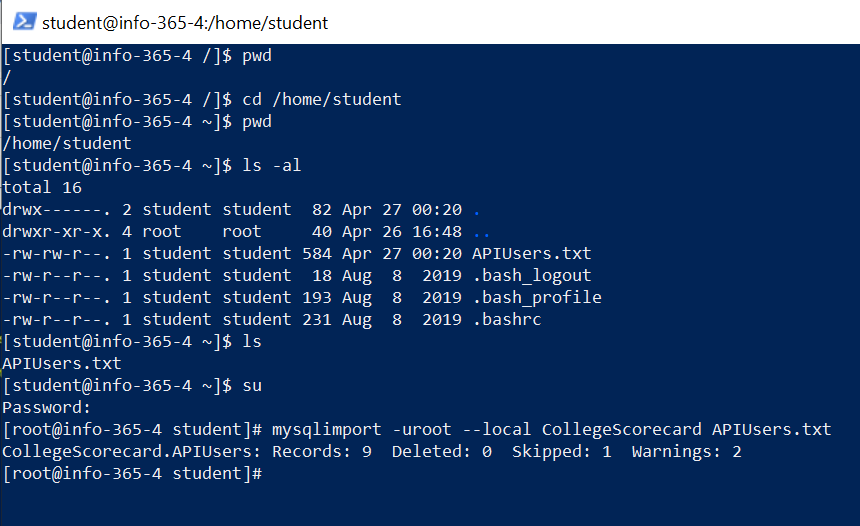 student@info-365-4:/home/student
[student@info-365-4 /]$ pwd
/
[student@info-365-4 /]$ cd /home/student
[student@info-365-4 ~]$ pwd
/home/student
[student@info-365-4 ~]$ ls -al
total 16
drwx------. 2 student student  82 Apr 27 00:20 .
drwxr-xr-x. 4 root    root     40 Apr 26 16:48 ..
-rw-rw-r--. 1 student student 584 Apr 27 00:20 APIUsers.txt
-rw-r--r--. 1 student student  18 Aug  8  2019 .bash_logout
-rw-r--r--. 1 student student 193 Aug  8  2019 .bash_profile
-rw-r--r--. 1 student student 231 Aug  8  2019 .bashrc
[student@info-365-4 ~]$ ls
APIUsers.txt
[student@info-365-4 ~]$ su
Password:
[root@info-365-4 student]# mysqlimport -uroot --local CollegeScorecard APIUsers.txt
CollegeScorecard.APIUsers: Records: 9  Deleted: 0  Skipped: 1  Warnings: 2
[root@info-365-4 student]#